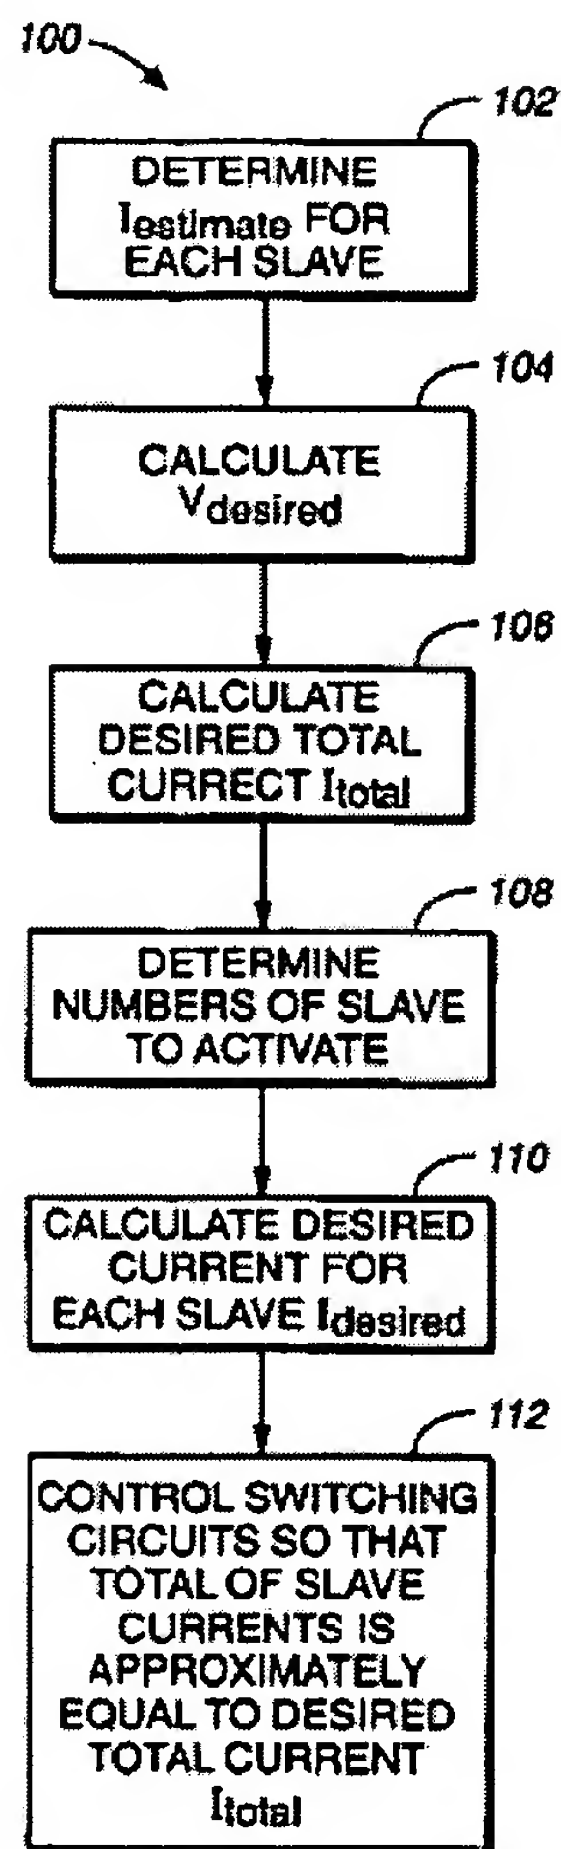 100
102
DETERMINE
Iestimate FOR
EACH SLAVE
104
CALCULATE
Vdesired
106
CALCULATE
DESIRED TOTAL
CURRECT Itotal
108
DETERMINE
NUMBERS OF SLAVE
TO ACTIVATE
110
CALCULATE DESIRED
CURRENT FOR
EACH SLAVE Idesired
112
CONTROL SWITCHING
CIRCUITS SO THAT
TOTAL OF SLAVE
CURRENTS IS
APPROXIMATELY
EQUAL TO DESIRED
TOTAL CURRENT
Itotal